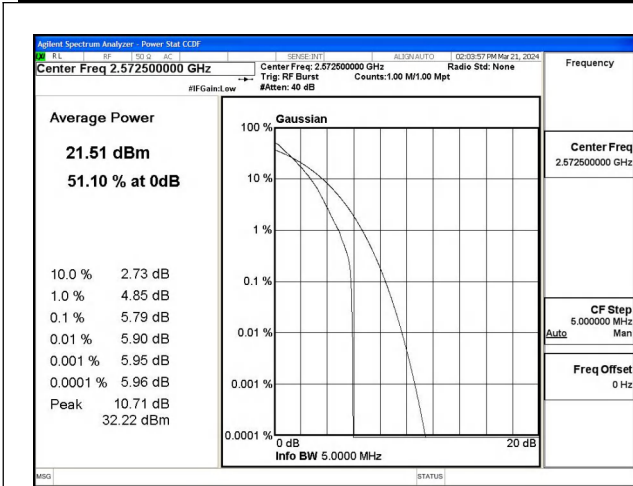 Agilent Spectrum Analyzer - Power Stat CCDF
RL RF 50 Ω AC SENSE:INT ALIGN AUTO 02:03:57 PM Mar 21, 2024
Center Freq 2.572500000 GHz
Center Freq: 2.572500000 GHz Radio Std: None
Trig: RF Burst Counts:1.00 M/1.00 Mpt
#IFGain:Low #Atten: 40 dB
Frequency
Average Power
21.51 dBm
51.10 % at 0dB
10.0 % 2.73 dB
1.0 % 4.85 dB
0.1 % 5.79 dB
0.01 % 5.90 dB
0.001 % 5.95 dB
0.0001 % 5.96 dB
Peak 10.71 dB
32.22 dBm
Gaussian
100 %
10 %
1 %
0.1 %
0.01 %
0.001 %
0.0001 %
0 dB 20 dB
Info BW 5.0000 MHz
Center Freq
2.572500000 GHz
CF Step
5.000000 MHz
Auto Man
Freq Offset
0 Hz
MSG STATUS